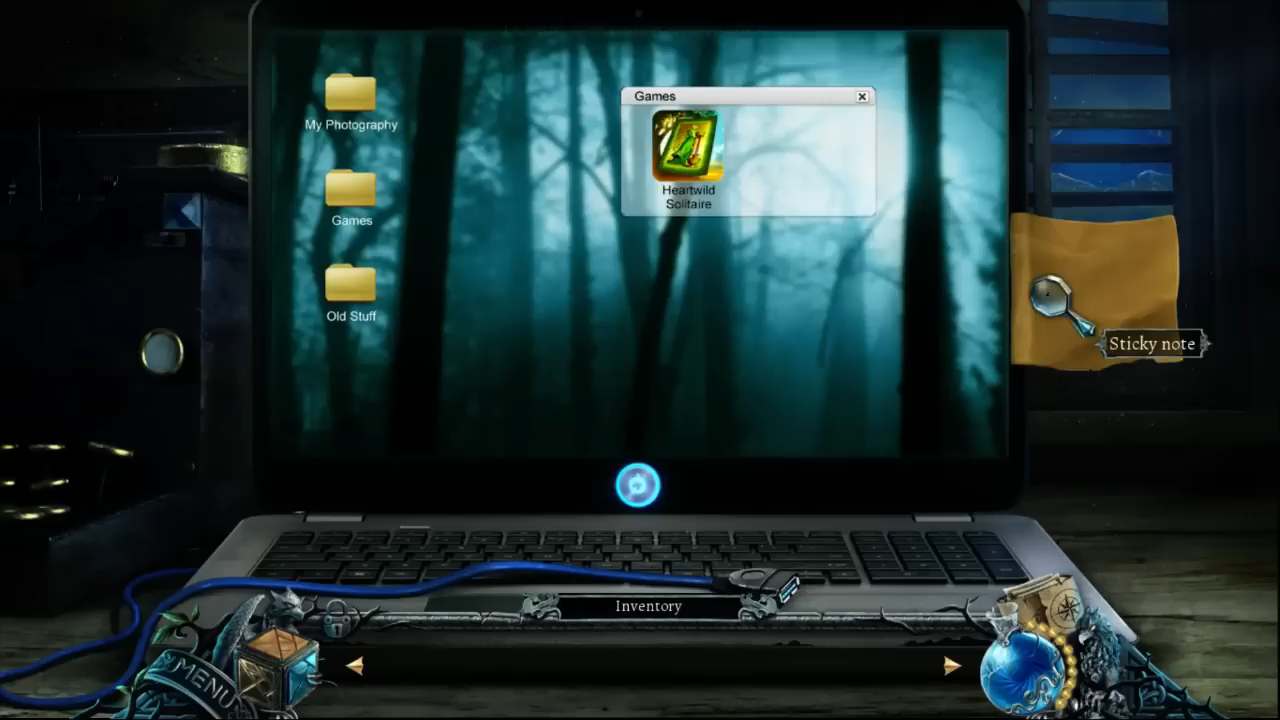 My Photography
Games
Old Stuff
Games
Heartwild
Solitaire
Sticky note
Inventory
MENU